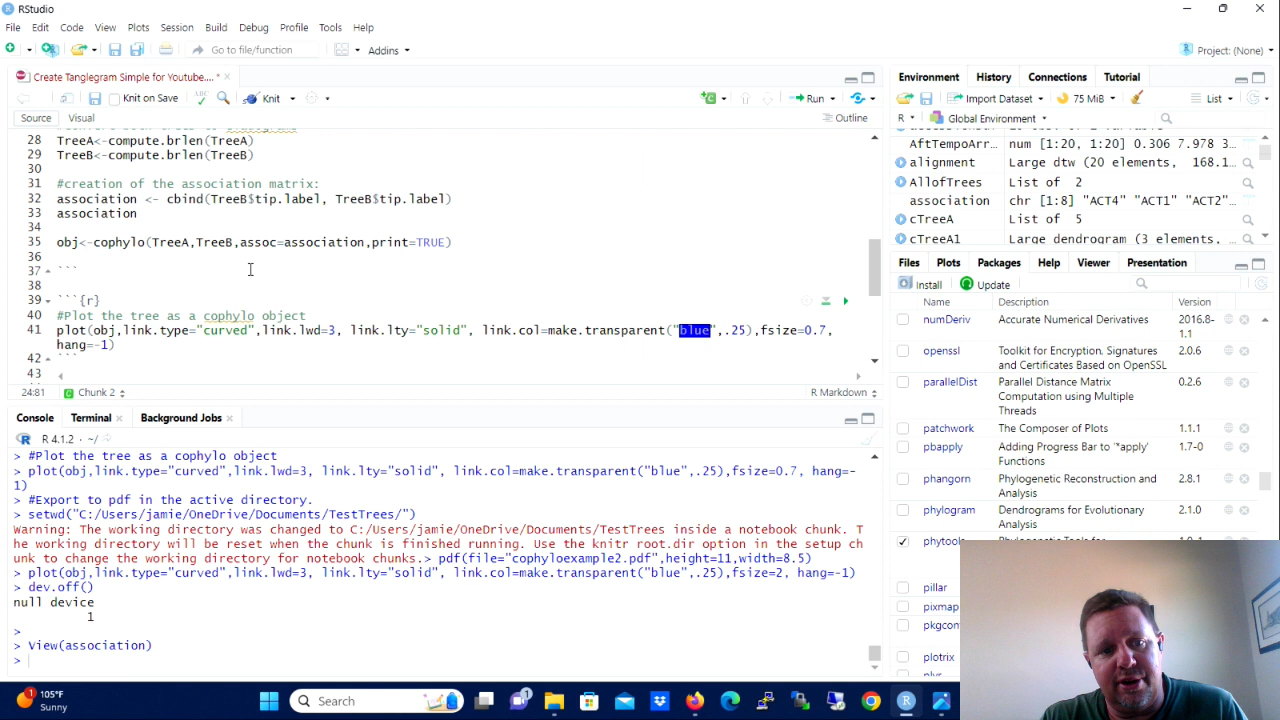 RStudio
File Edit Code View Plots Session Build Debug Profile Tools Help
Go to file/function
Addins
Project: (None)
Create Tanglegram Simple for Youtube.... *
Knit on Save
ABC
Knit
Run
Source Visual
Outline
28 TreeA<-compute.brlen(TreeA)
29 TreeB<-compute.brlen(TreeB)
30
31 #creation of the association matrix:
32 association <- cbind(TreeB$tip.label, TreeB$tip.label)
33 association
34
35 obj<-cophylo(TreeA,TreeB,assoc=association,print=TRUE)
36
37 ```
38
39 ```{r}
40 #Plot the tree as a cophylo object
41 plot(obj,link.type="curved",link.lwd=3, link.lty="solid", link.col=make.transparent("blue",.25),fsize=0.7,
hang=-1)
42 ```
43
24:81 Chunk 2 R Markdown
Console Terminal Background Jobs
R 4.1.2 · ~/
> #Plot the tree as a cophylo object
> plot(obj,link.type="curved",link.lwd=3, link.lty="solid", link.col=make.transparent("blue",.25),fsize=0.7, hang=-
1)
> #Export to pdf in the active directory.
> setwd("C:/Users/jamie/OneDrive/Documents/TestTrees/")
Warning: The working directory was changed to C:/Users/jamie/OneDrive/Documents/TestTrees inside a notebook chunk. T
he working directory will be reset when the chunk is finished running. Use the knitr root.dir option in the setup ch
unk to change the working directory for notebook chunks.> pdf(file="cophyloexample2.pdf",height=11,width=8.5)
> plot(obj,link.type="curved",link.lwd=3, link.lty="solid", link.col=make.transparent("blue",.25),fsize=2, hang=-1)
> dev.off()
null device
1
>
> View(association)
>
Environment History Connections Tutorial
Import Dataset 75 MiB List
R Global Environment
AftTempoArr... num [1:20, 1:20] 0.306 7.978 3...
alignment Large dtw (20 elements, 168.1...
AllofTrees List of 2
association chr [1:8] "ACT4" "ACT1" "ACT2"...
cTreeA List of 5
cTreeA1 Large dendrogram (3 elements,
Files Plots Packages Help Viewer Presentation
Install Update
Name Description Version
numDeriv Accurate Numerical Derivatives 2016.8-
1.1
openssl Toolkit for Encryption, Signatures
and Certificates Based on OpenSSL 2.0.6
parallelDist Parallel Distance Matrix
Computation using Multiple
Threads 0.2.6
patchwork The Composer of Plots 1.1.1
pbapply Adding Progress Bar to '*apply'
Functions 1.7-0
phangorn Phylogenetic Reconstruction and
Analysis 2.8.1
phylogram Dendrograms for Evolutionary
Analysis 2.1.0
phytools
pillar
pixmap
plotrix
1 105°F
Sunny
Search
1